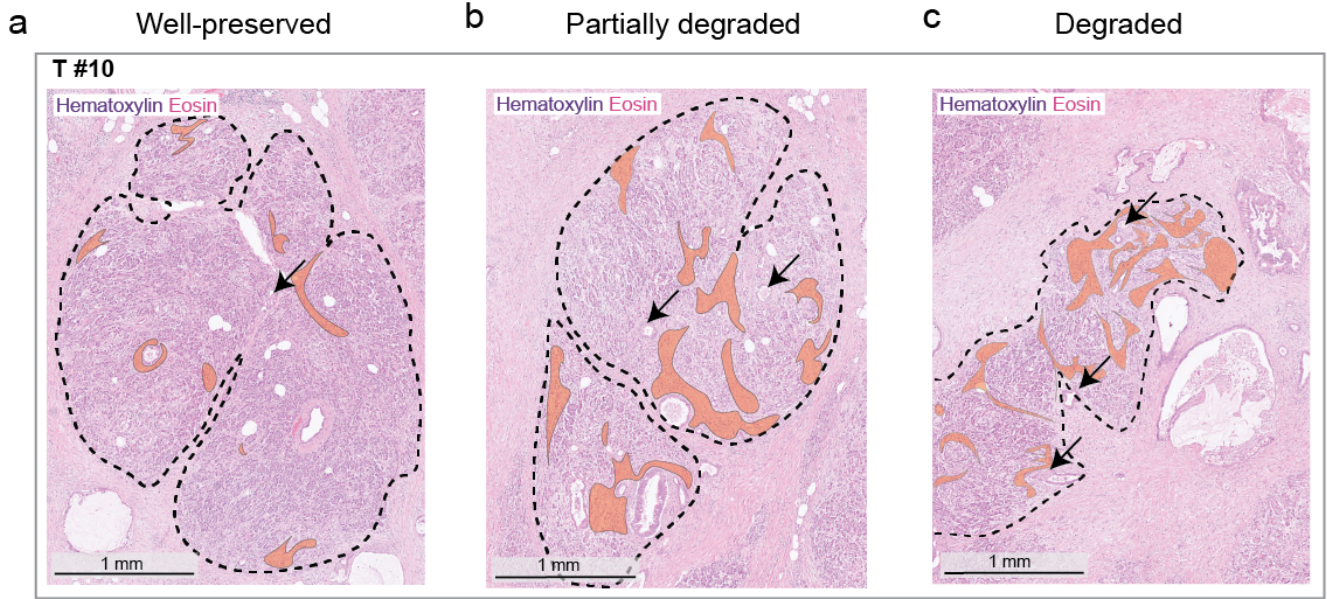 a Well-preserved b Partially degraded c Degraded
T #10
Hematoxylin Eosin Hematoxylin Eosin Hematoxylin Eosin
1 mm 1 mm 1 mm